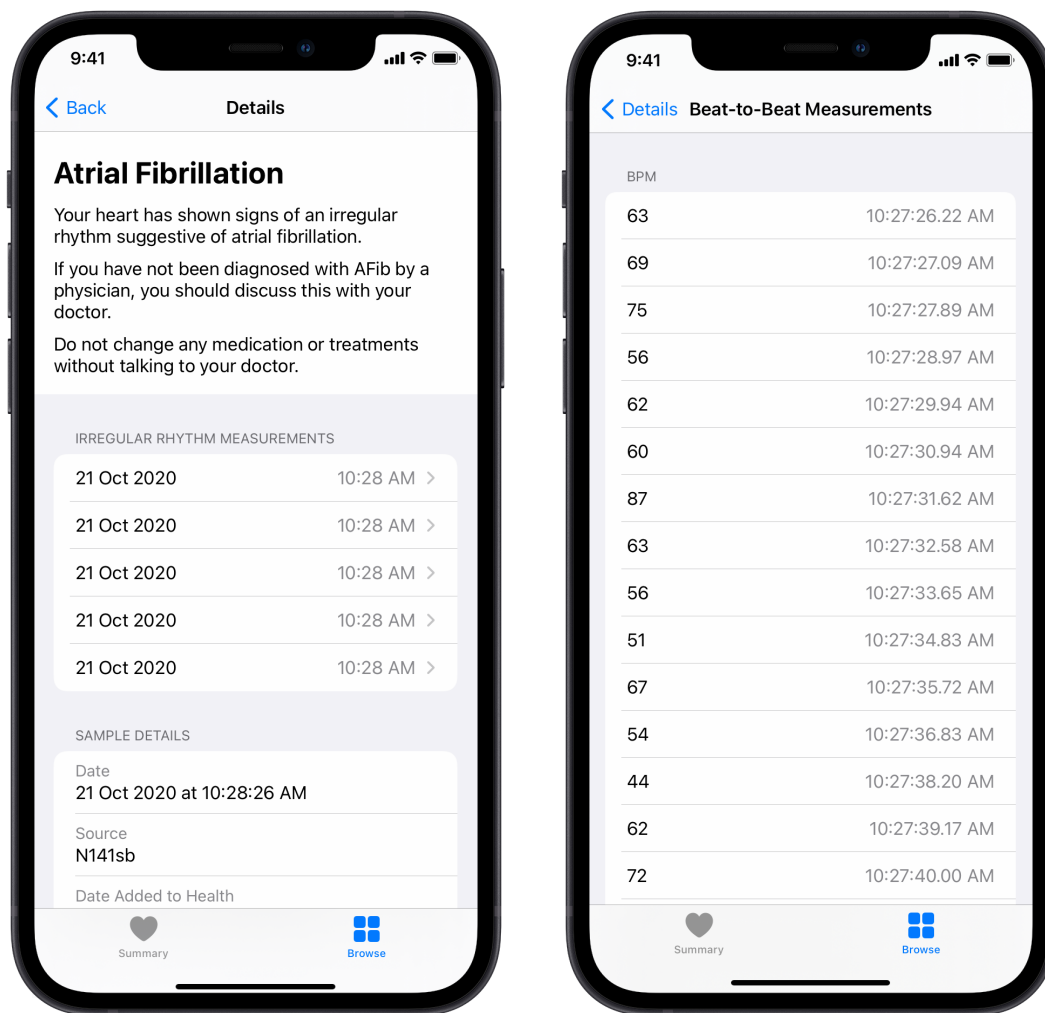 9:41
Back
Details
Atrial Fibrillation
Your heart has shown signs of an irregular
rhythm suggestive of atrial fibrillation.
If you have not been diagnosed with AFib by a
physician, you should discuss this with your
doctor.
Do not change any medication or treatments
without talking to your doctor.
IRREGULAR RHYTHM MEASUREMENTS
21 Oct 2020 10:28 AM
21 Oct 2020 10:28 AM
21 Oct 2020 10:28 AM
21 Oct 2020 10:28 AM
21 Oct 2020 10:28 AM
SAMPLE DETAILS
Date
21 Oct 2020 at 10:28:26 AM
Source
N141sb
Date Added to Health
Summary
Browse
9:41
Details
Beat-to-Beat Measurements
BPM
63 10:27:26.22 AM
69 10:27:27.09 AM
75 10:27:27.89 AM
56 10:27:28.97 AM
62 10:27:29.94 AM
60 10:27:30.94 AM
87 10:27:31.62 AM
63 10:27:32.58 AM
56 10:27:33.65 AM
51 10:27:34.83 AM
67 10:27:35.72 AM
54 10:27:36.83 AM
44 10:27:38.20 AM
62 10:27:39.17 AM
72 10:27:40.00 AM
Summary
Browse